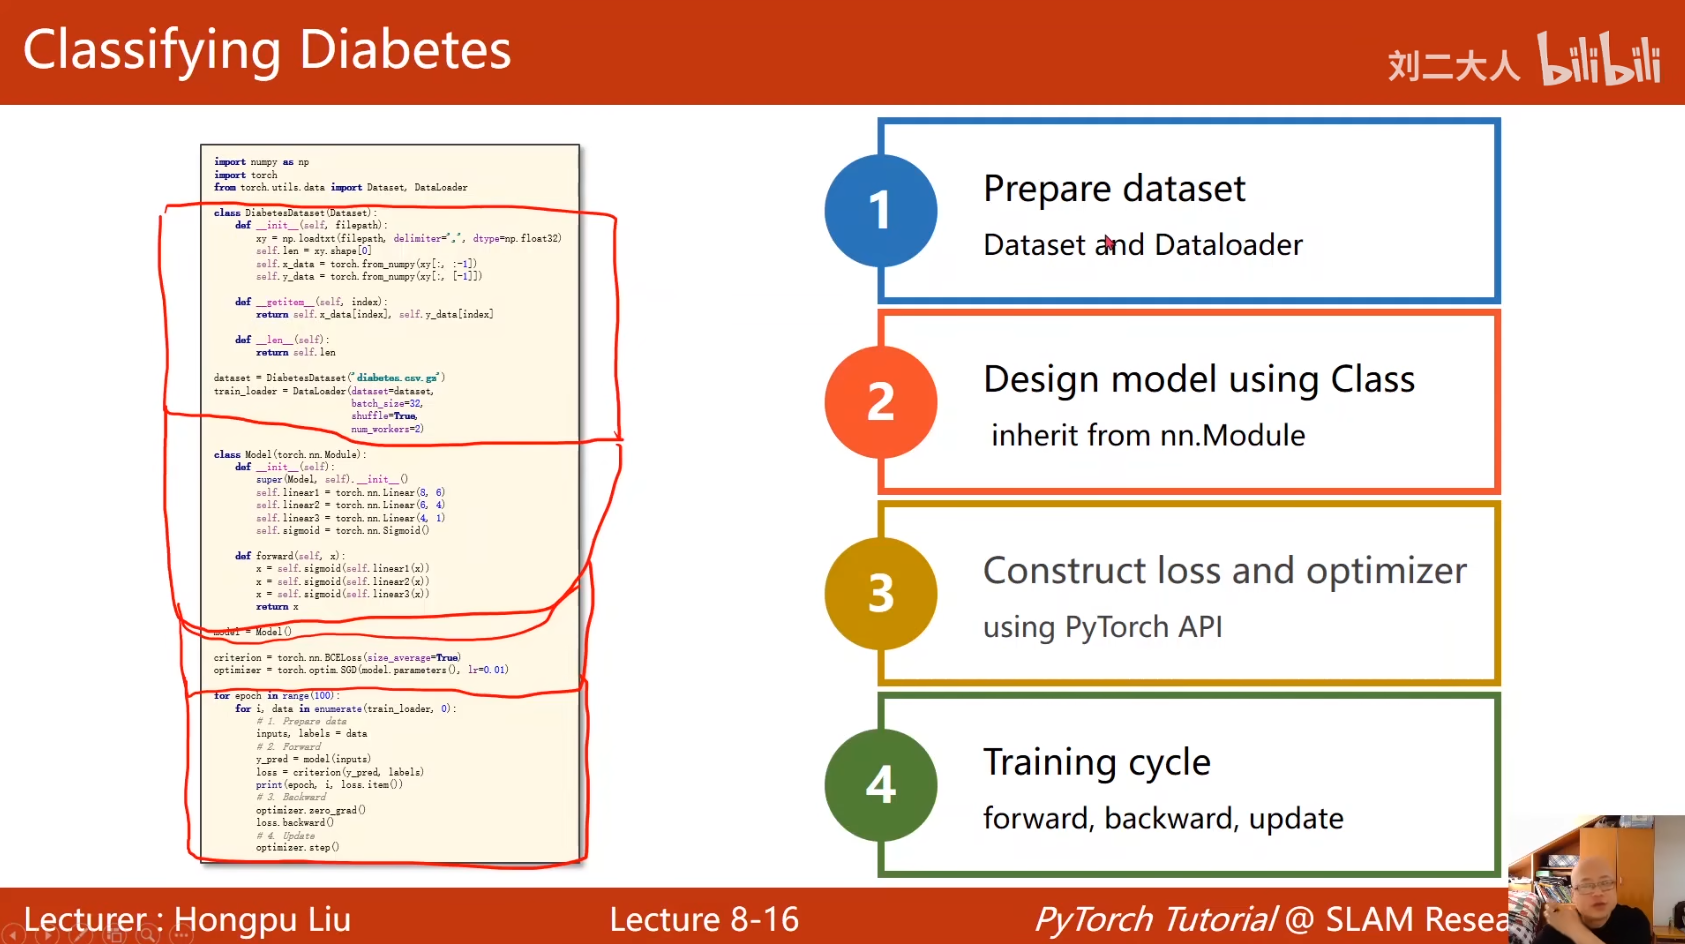 Classifying Diabetes
刘二大人 bilibili
import numpy as np
import torch
from torch.utils.data import Dataset, DataLoader
class DiabetesDataset(Dataset):
def __init__(self, filepath):
xy = np.loadtxt(filepath, delimiter=",", dtype=np.float32)
self.len = xy.shape[0]
self.x_data = torch.from_numpy(xy[:, :-1])
self.y_data = torch.from_numpy(xy[:, [-1]])
def __getitem__(self, index):
return self.x_data[index], self.y_data[index]
def __len__(self):
return self.len
dataset = DiabetesDataset("diabetes.csv.gz")
train_loader = DataLoader(dataset=dataset,
batch_size=32,
shuffle=True,
num_workers=2)
class Model(torch.nn.Module):
def __init__(self):
super(Model, self).__init__()
self.linear1 = torch.nn.Linear(8, 6)
self.linear2 = torch.nn.Linear(6, 4)
self.linear3 = torch.nn.Linear(4, 1)
self.sigmoid = torch.nn.Sigmoid()
def forward(self, x):
x = self.sigmoid(self.linear1(x))
x = self.sigmoid(self.linear2(x))
x = self.sigmoid(self.linear3(x))
return x
model = Model()
criterion = torch.nn.BCELoss(size_average=True)
optimizer = torch.optim.SGD(model.parameters(), lr=0.01)
for epoch in range(100):
for i, data in enumerate(train_loader, 0):
# 1. Prepare data
inputs, labels = data
# 2. Forward
y_pred = model(inputs)
loss = criterion(y_pred, labels)
print(epoch, i, loss.item())
# 3. Backward
optimizer.zero_grad()
loss.backward()
# 4. Update
optimizer.step()
1
Prepare dataset
Dataset and Dataloader
2
Design model using Class
inherit from nn.Module
3
Construct loss and optimizer
using PyTorch API
4
Training cycle
forward, backward, update
Lecturer : Hongpu Liu
Lecture 8-16
PyTorch Tutorial @ SLAM Resea